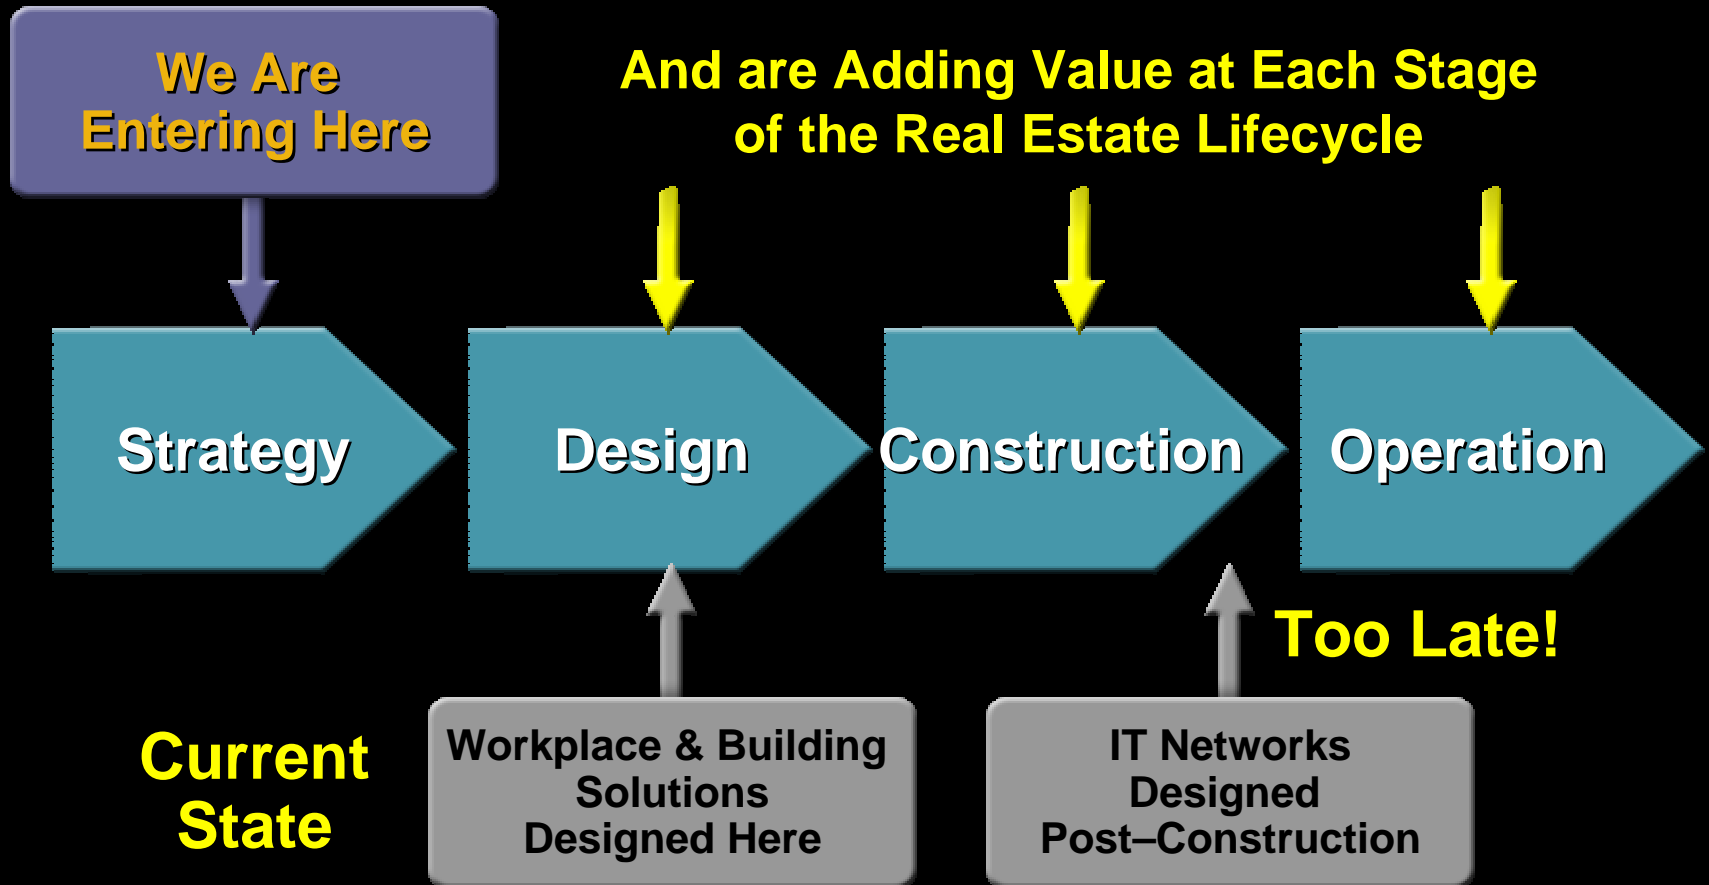 We Are
Entering Here
And are Adding Value at Each Stage
of the Real Estate Lifecycle
Strategy
Design
Construction
Operation
Too Late!
Current
State
Workplace & Building
Solutions
Designed Here
IT Networks
Designed
Post–Construction